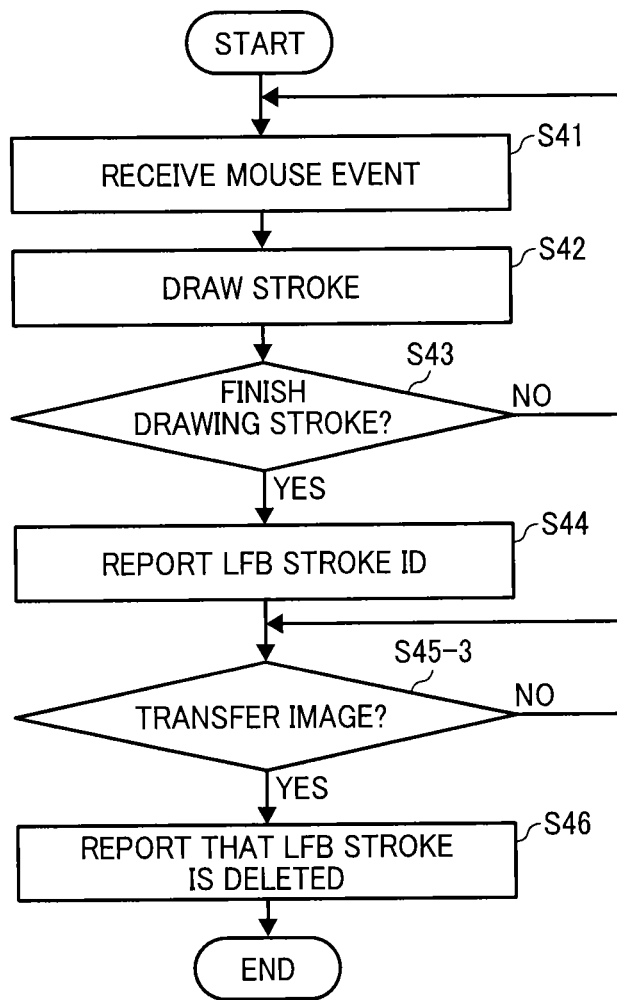 START
S41
RECEIVE MOUSE EVENT
S42
DRAW STROKE
S43
FINISH
DRAWING STROKE?
NO
YES
S44
REPORT LFB STROKE ID
S45-3
TRANSFER IMAGE?
NO
YES
S46
REPORT THAT LFB STROKE
IS DELETED
END